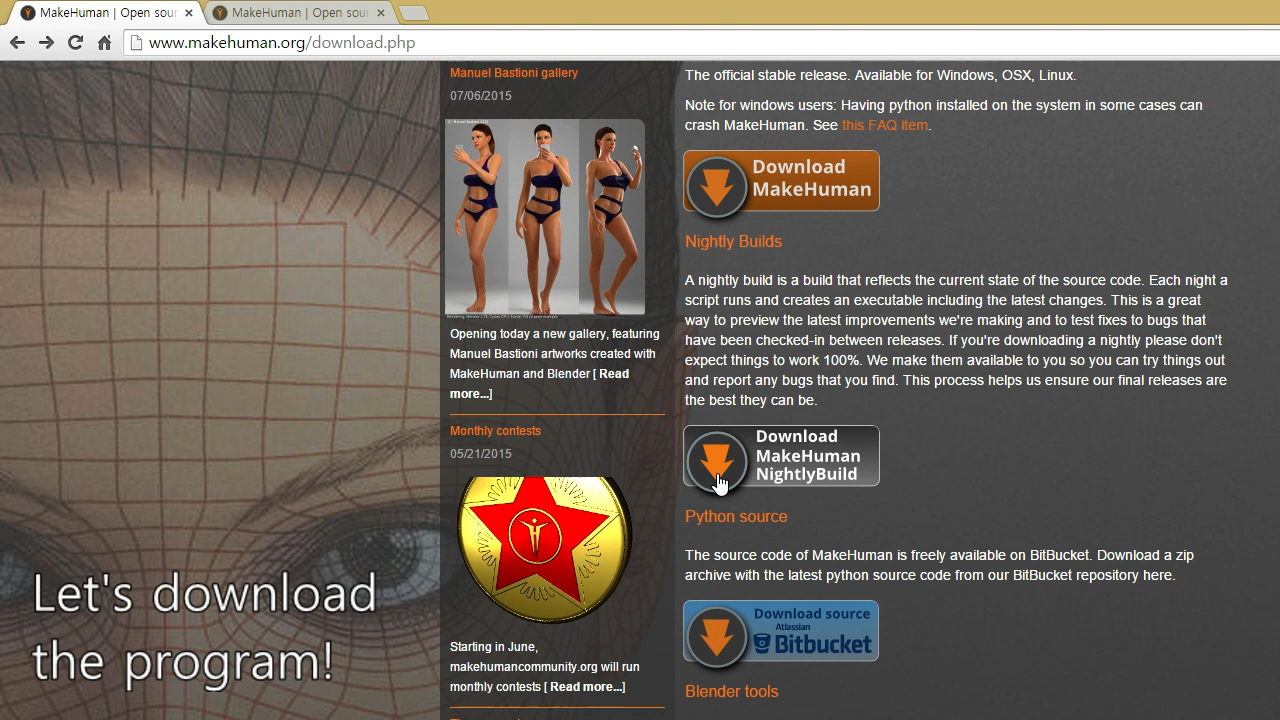 MakeHuman | Open sour
MakeHuman | Open sour
www.makehuman.org/download.php
Manuel Bastioni gallery
07/06/2015
Opening today a new gallery, featuring
Manuel Bastioni artworks created with
MakeHuman and Blender [ Read
more...]
Monthly contests
05/21/2015
Starting in June,
makehumancommunity.org will run
monthly contests [ Read more...]
The official stable release. Available for Windows, OSX, Linux.
Note for windows users: Having python installed on the system in some cases can
crash MakeHuman. See this FAQ item.
Download
MakeHuman
Nightly Builds
A nightly build is a build that reflects the current state of the source code. Each night a
script runs and creates an executable including the latest changes. This is a great
way to preview the latest improvements we're making and to test fixes to bugs that
have been checked-in between releases. If you're downloading a nightly please don't
expect things to work 100%. We make them available to you so you can try things out
and report any bugs that you find. This process helps us ensure our final releases are
the best they can be.
Download
MakeHuman
NightlyBuild
Python source
The source code of MakeHuman is freely available on BitBucket. Download a zip
archive with the latest python source code from our BitBucket repository here.
Download source
Atlassian
Bitbucket
Blender tools
Let's download
the program!